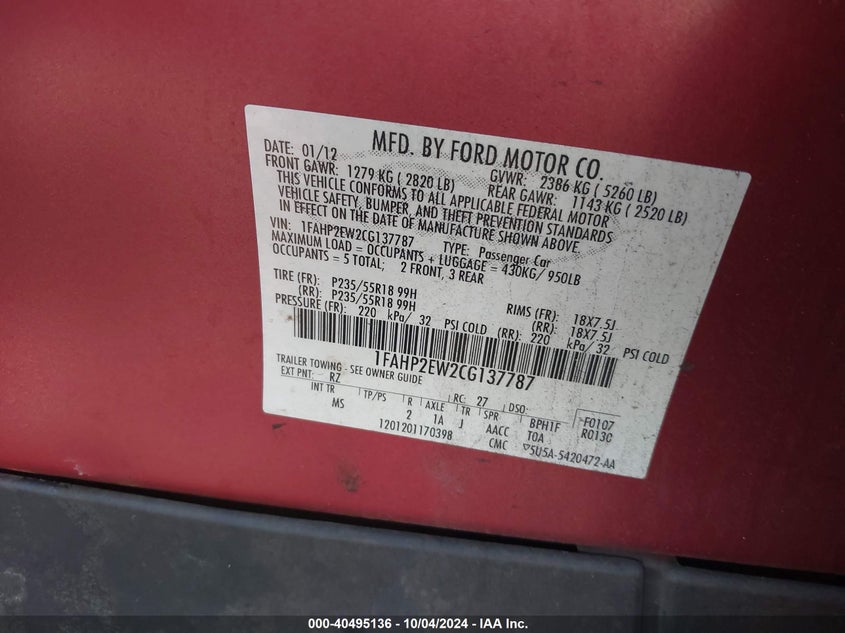 MFD. BY FORD MOTOR CO.
DATE: 01/12 GVWR: 2386 KG ( 5260 LB)
FRONT GAWR: 1279 KG ( 2820 LB) REAR GAWR: 1143 KG ( 2520 LB)
THIS VEHICLE CONFORMS TO ALL APPLICABLE FEDERAL MOTOR
VEHICLE SAFETY, BUMPER, AND THEFT PREVENTION STANDARDS
IN EFFECT ON THE DATE OF MANUFACTURE SHOWN ABOVE.
VIN: 1FAHP2EW2CG137787 TYPE: Passenger Car
MAXIMUM LOAD = OCCUPANTS + LUGGAGE = 430KG/ 950LB
OCCUPANTS = 5 TOTAL; 2 FRONT, 3 REAR
TIRE (FR): P235/55R18 99H RIMS (FR): 18X7.5J
(RR): P235/55R18 99H (RR): 18X7.5J
PRESSURE (FR): 220 kPa/ 32 PSI COLD (RR): 220 kPa/ 32 PSI COLD
1FAHP2EW2CG137787
TRAILER TOWING - SEE OWNER GUIDE
EXT PNT: RZ RC: 27 DSO:
INT TR TP/PS R AXLE TR SPR BPH1F F0107
MS 2 1A J AACC TOA R0130
1201201170398 CMC ▽5U5A-5420472-AA
000-40495136 - 10/04/2024 - IAA Inc.